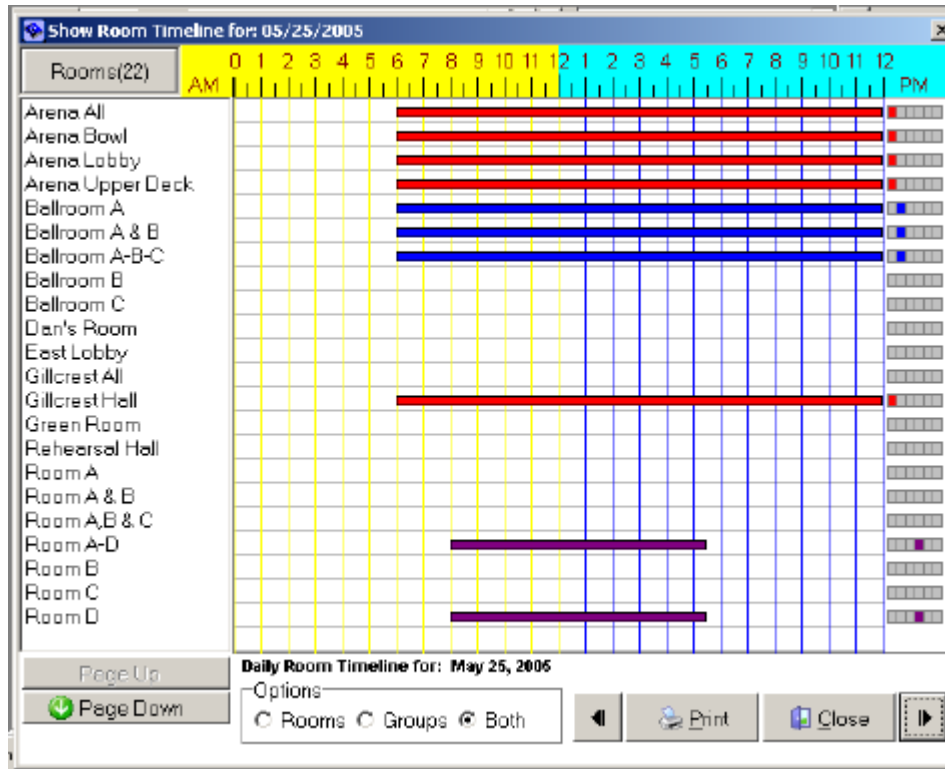 Show Room Timeline for: 05/25/2005
Rooms(22)
0 1 2 3 4 5 6 7 8 9 10 11 12 1 2 3 4 5 6 7 8 9 10 11 12
AM PM
Arena All
Arena Bowl
Arena Lobby
Arena Upper Deck
Ballroom A
Ballroom A & B
Ballroom A-B-C
Ballroom B
Ballroom C
Dan's Room
East Lobby
Gillcrest All
Gillcrest Hall
Green Room
Rehearsal Hall
Room A
Room A & B
Room A,B & C
Room A-D
Room B
Room C
Room D
Page Up
Page Down
Daily Room Timeline for: May 25, 2005
Options
Rooms Groups Both
Print
Close